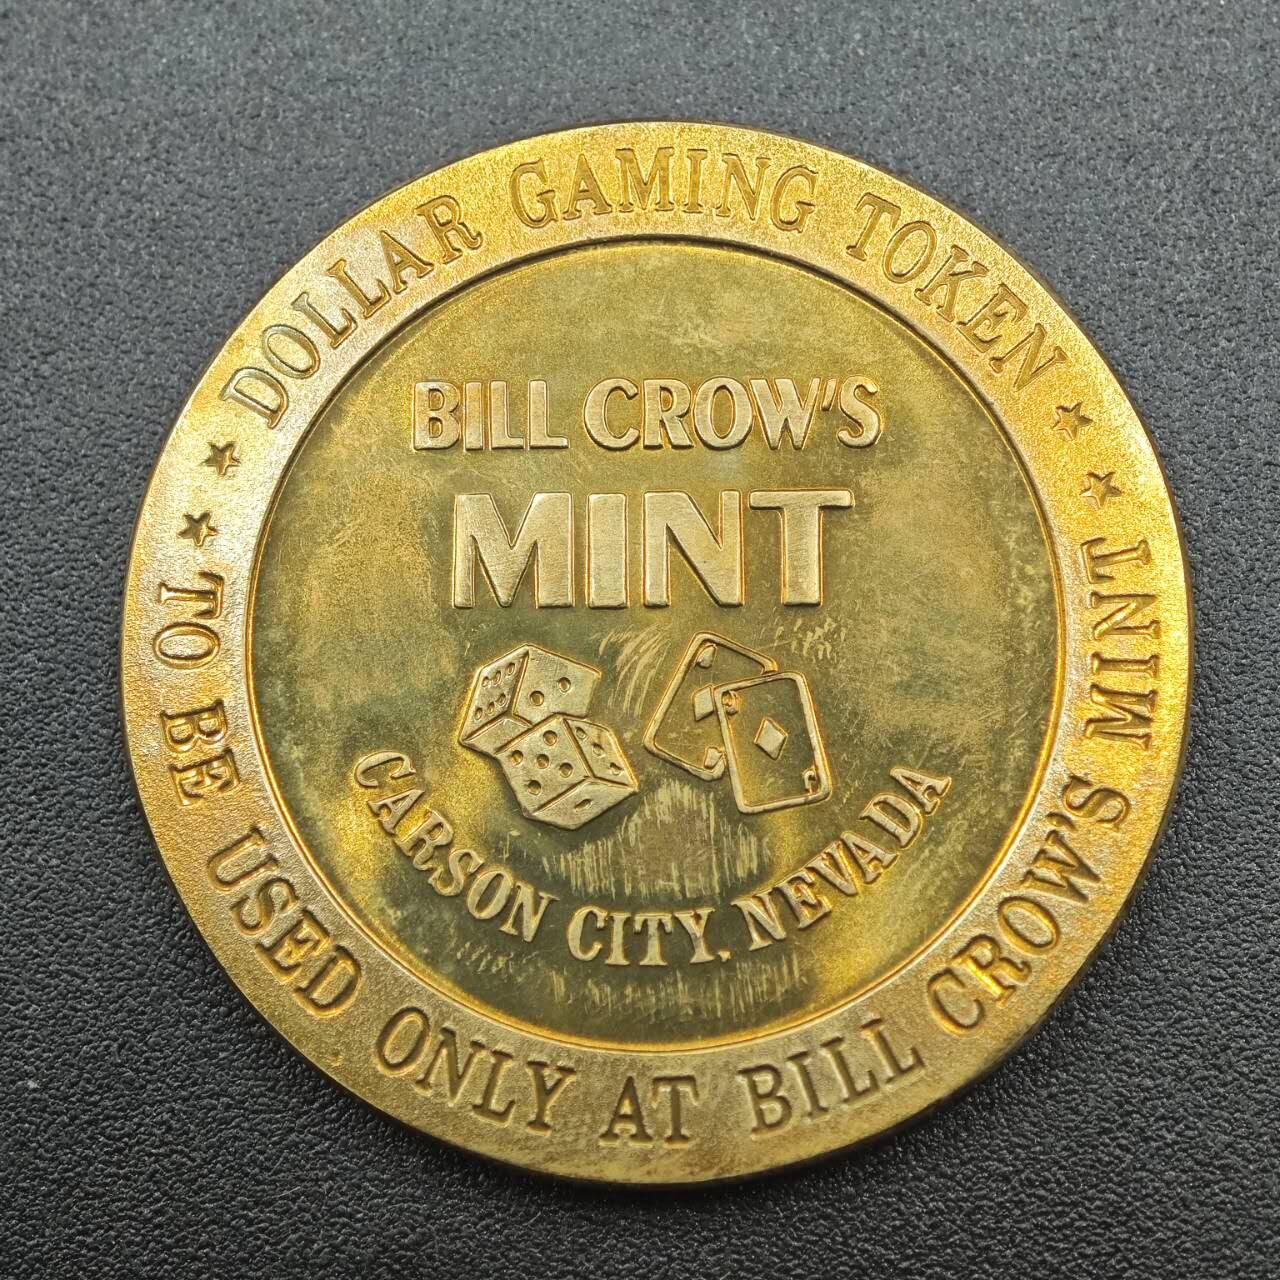 DOLLAR GAMING TOKEN
BILL CROW'S
MINT
CARSON CITY, NEVADA
TO BE USED ONLY AT BILL CROW'S MINT